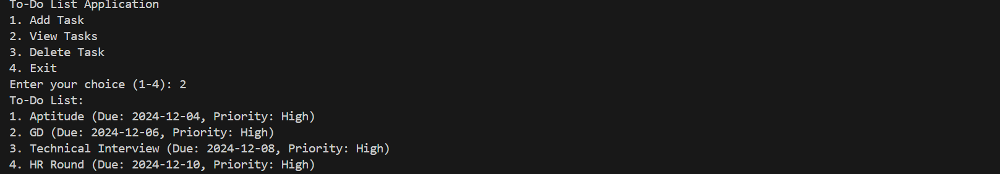 To-Do List Application
1. Add Task
2. View Tasks
3. Delete Task
4. Exit
Enter your choice (1-4): 2
To-Do List:
1. Aptitude (Due: 2024-12-04, Priority: High)
2. GD (Due: 2024-12-06, Priority: High)
3. Technical Interview (Due: 2024-12-08, Priority: High)
4. HR Round (Due: 2024-12-10, Priority: High)